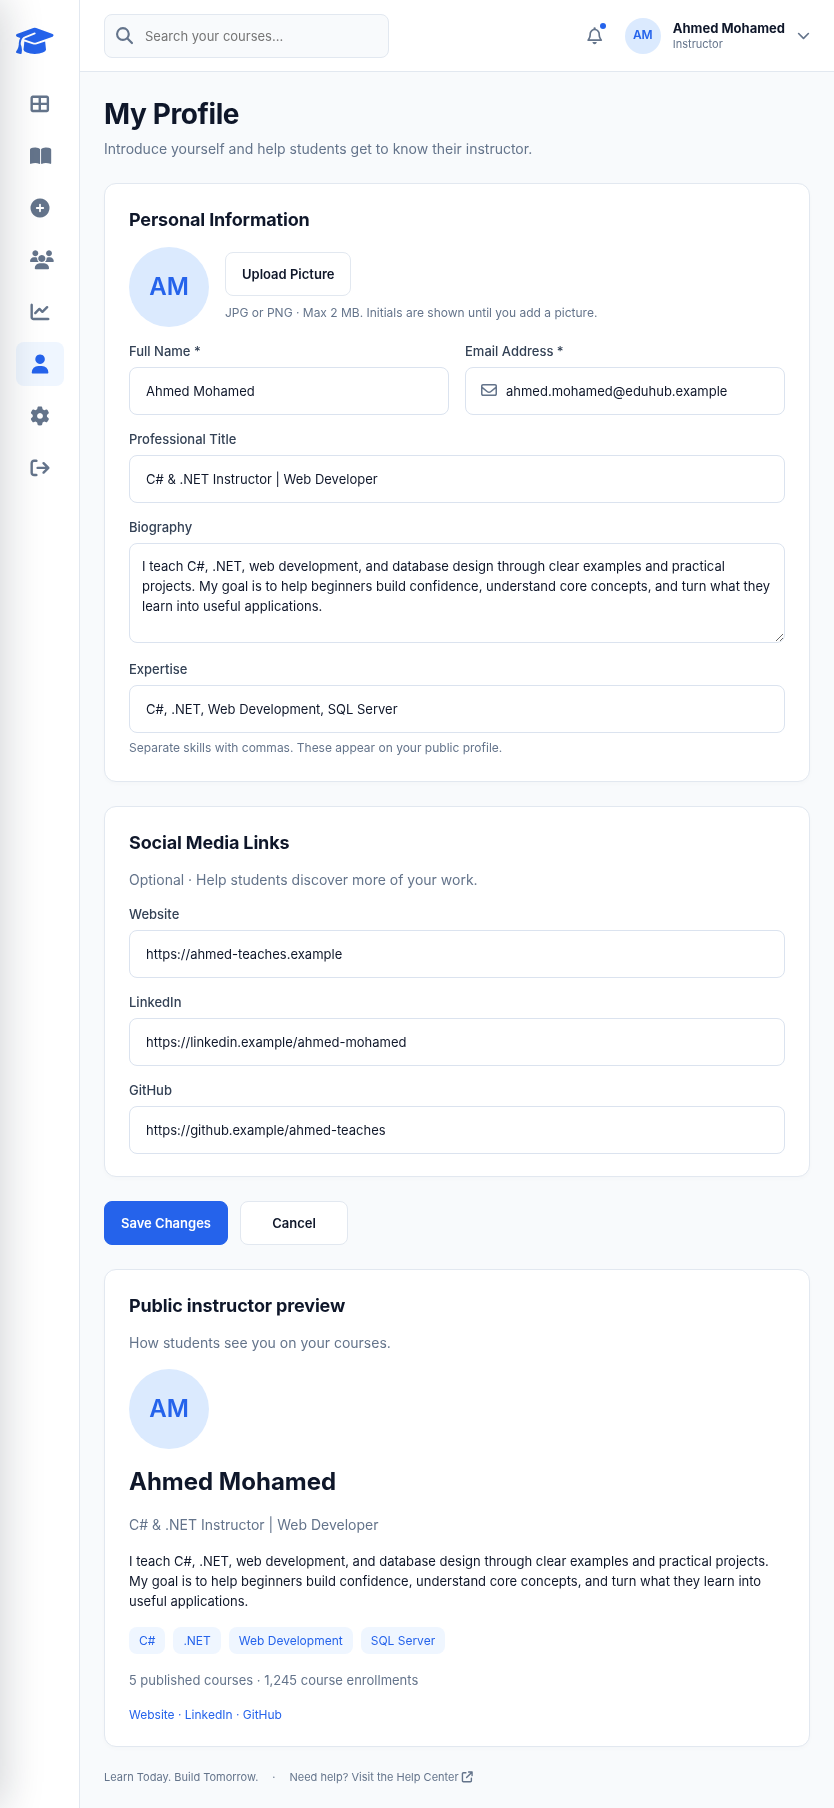 Search your courses...
AM
Ahmed Mohamed
Instructor
My Profile
Introduce yourself and help students get to know their instructor.
Personal Information
AM
Upload Picture
JPG or PNG · Max 2 MB. Initials are shown until you add a picture.
Full Name *
Email Address *
Ahmed Mohamed
ahmed.mohamed@eduhub.example
Professional Title
C# & .NET Instructor | Web Developer
Biography
I teach C#, .NET, web development, and database design through clear examples and practical
projects. My goal is to help beginners build confidence, understand core concepts, and turn what they
learn into useful applications.
Expertise
C#, .NET, Web Development, SQL Server
Separate skills with commas. These appear on your public profile.
Social Media Links
Optional · Help students discover more of your work.
Website
https://ahmed-teaches.example
LinkedIn
https://linkedin.example/ahmed-mohamed
GitHub
https://github.example/ahmed-teaches
Save Changes
Cancel
Public instructor preview
How students see you on your courses.
AM
Ahmed Mohamed
C# & .NET Instructor | Web Developer
I teach C#, .NET, web development, and database design through clear examples and practical projects.
My goal is to help beginners build confidence, understand core concepts, and turn what they learn into
useful applications.
C# .NET Web Development SQL Server
5 published courses · 1,245 course enrollments
Website · LinkedIn · GitHub
Learn Today. Build Tomorrow. · Need help? Visit the Help Center